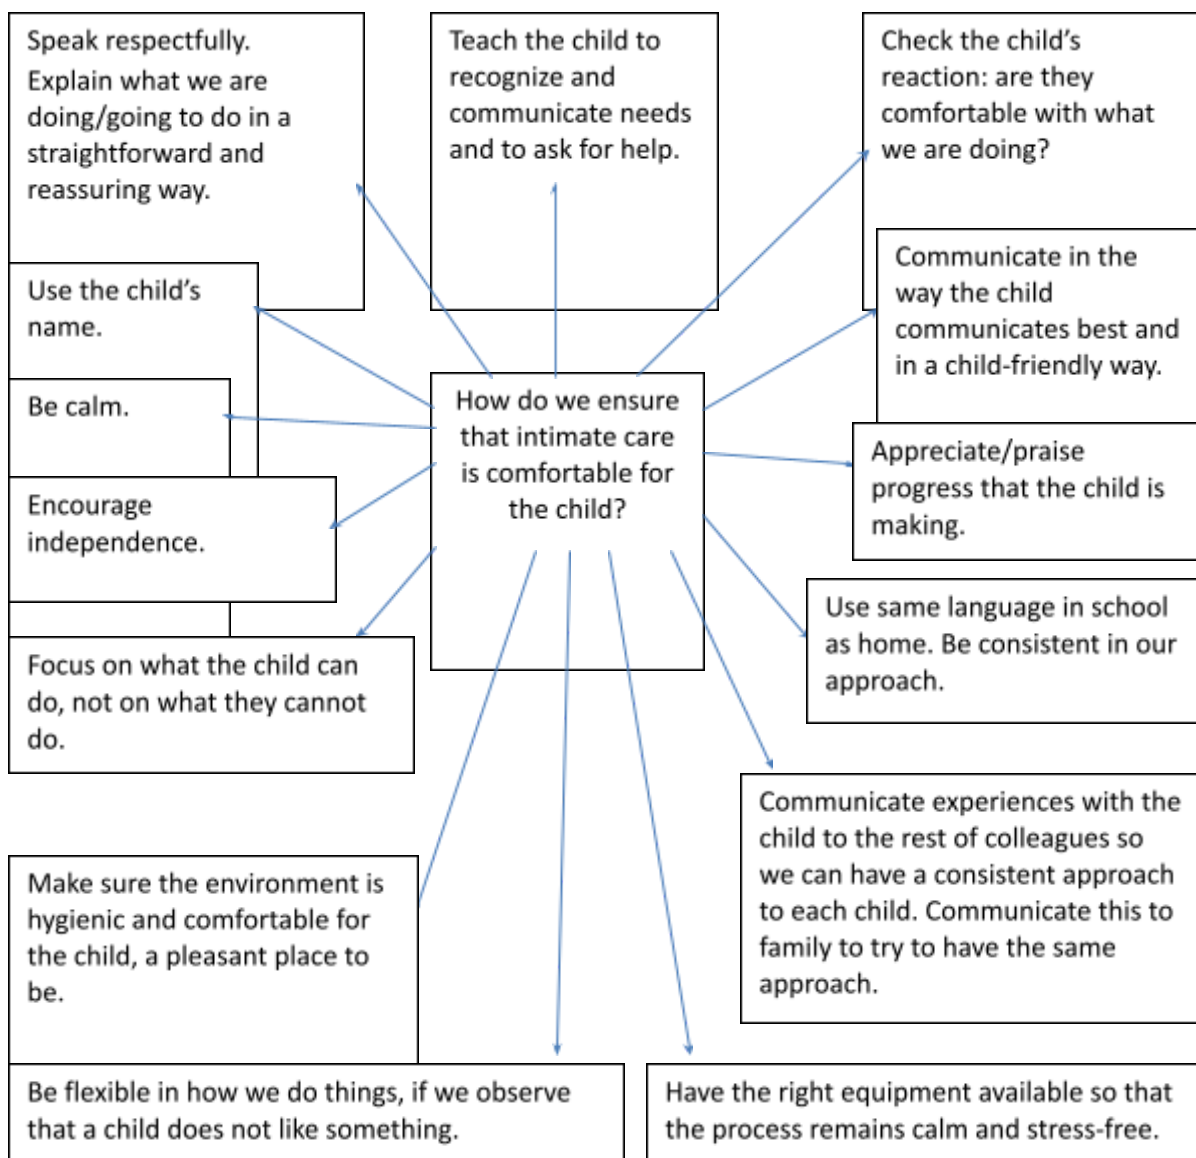 Speak respectfully.
Explain what we are
doing/going to do in a
straightforward and
reassuring way.
Teach the child to
recognize and
communicate needs
and to ask for help.
Check the child’s
reaction: are they
comfortable with what
we are doing?
Use the child’s
name.
Communicate in the
way the child
communicates best and
in a child-friendly way.
Be calm.
How do we ensure
that intimate care
is comfortable for
the child?
Appreciate/praise
progress that the child is
making.
Encourage
independence.
Use same language in school
as home. Be consistent in our
approach.
Focus on what the child can
do, not on what they cannot
do.
Communicate experiences with the
child to the rest of colleagues so
we can have a consistent approach
to each child. Communicate this to
family to try to have the same
approach.
Make sure the environment is
hygienic and comfortable for
the child, a pleasant place to
be.
Be flexible in how we do things, if we observe
that a child does not like something.
Have the right equipment available so that
the process remains calm and stress-free.